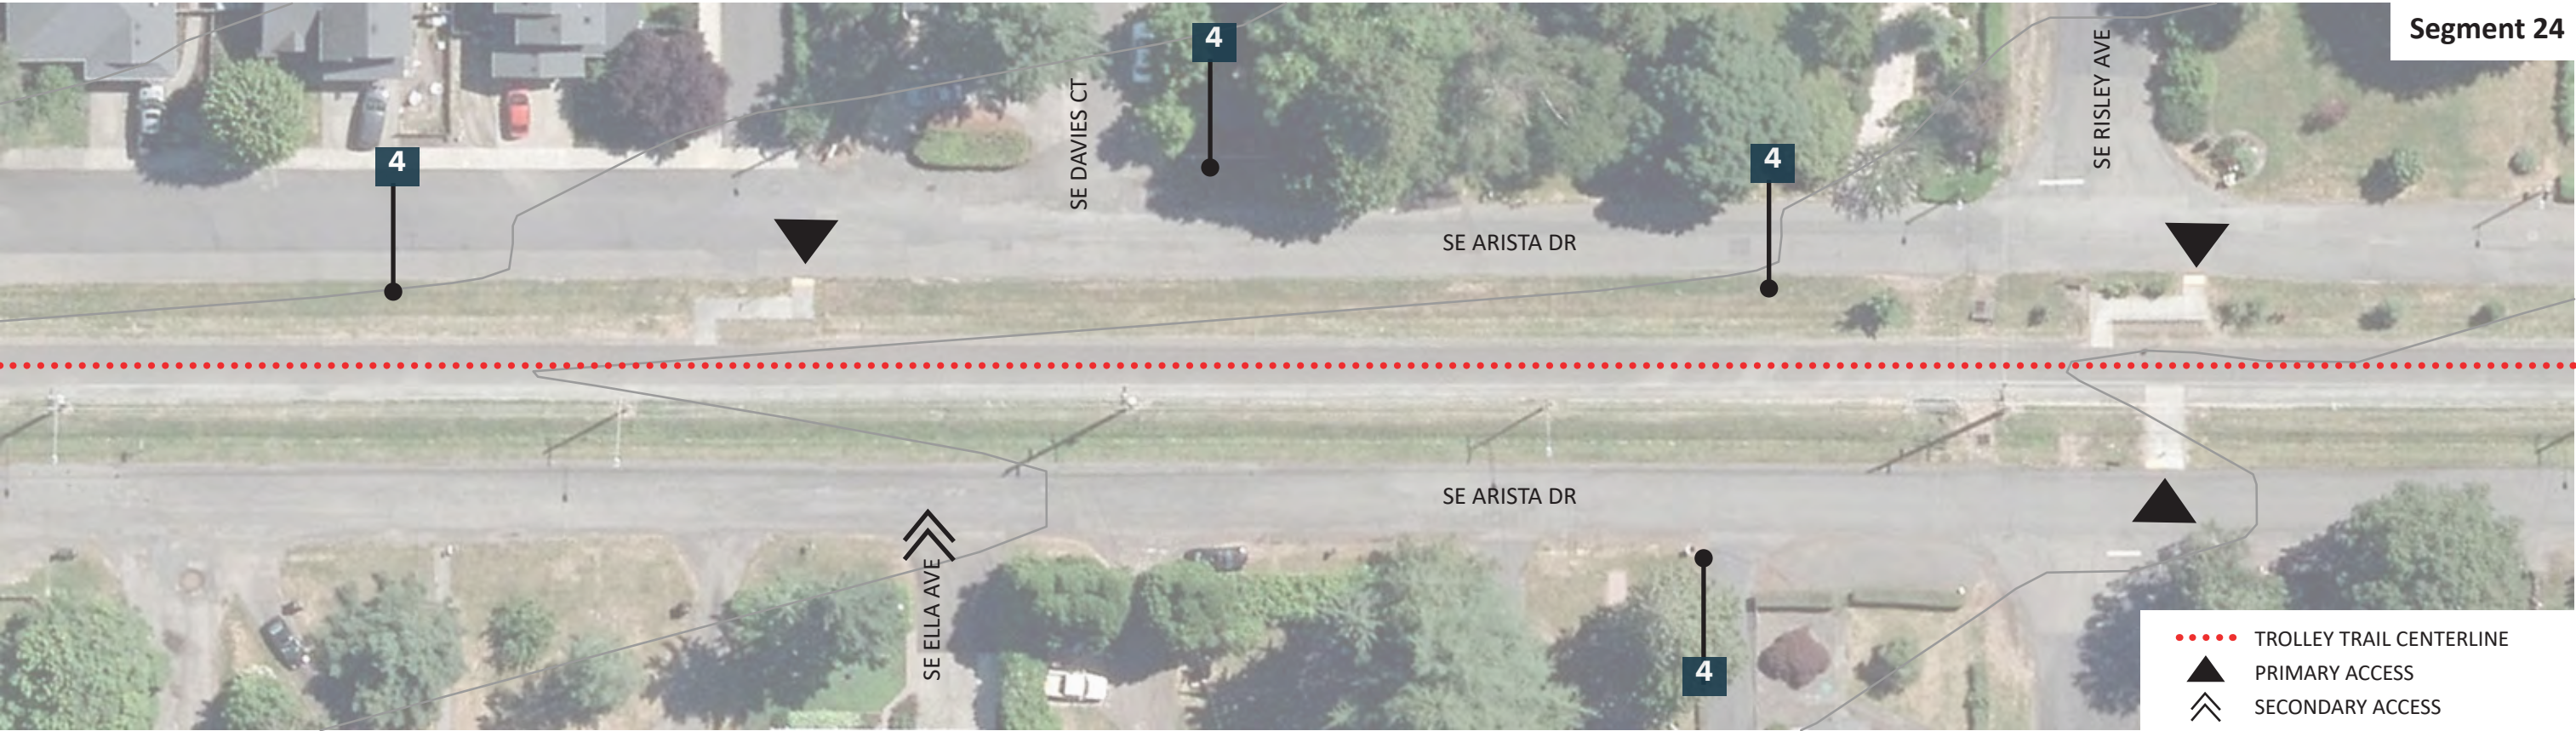 Segment 24
4
SE DAVIES CT
SE RISLEY AVE
4
4
SE ARISTA DR
SE ARISTA DR
SE ELLA AVE
4
TROLLEY TRAIL CENTERLINE
PRIMARY ACCESS
SECONDARY ACCESS